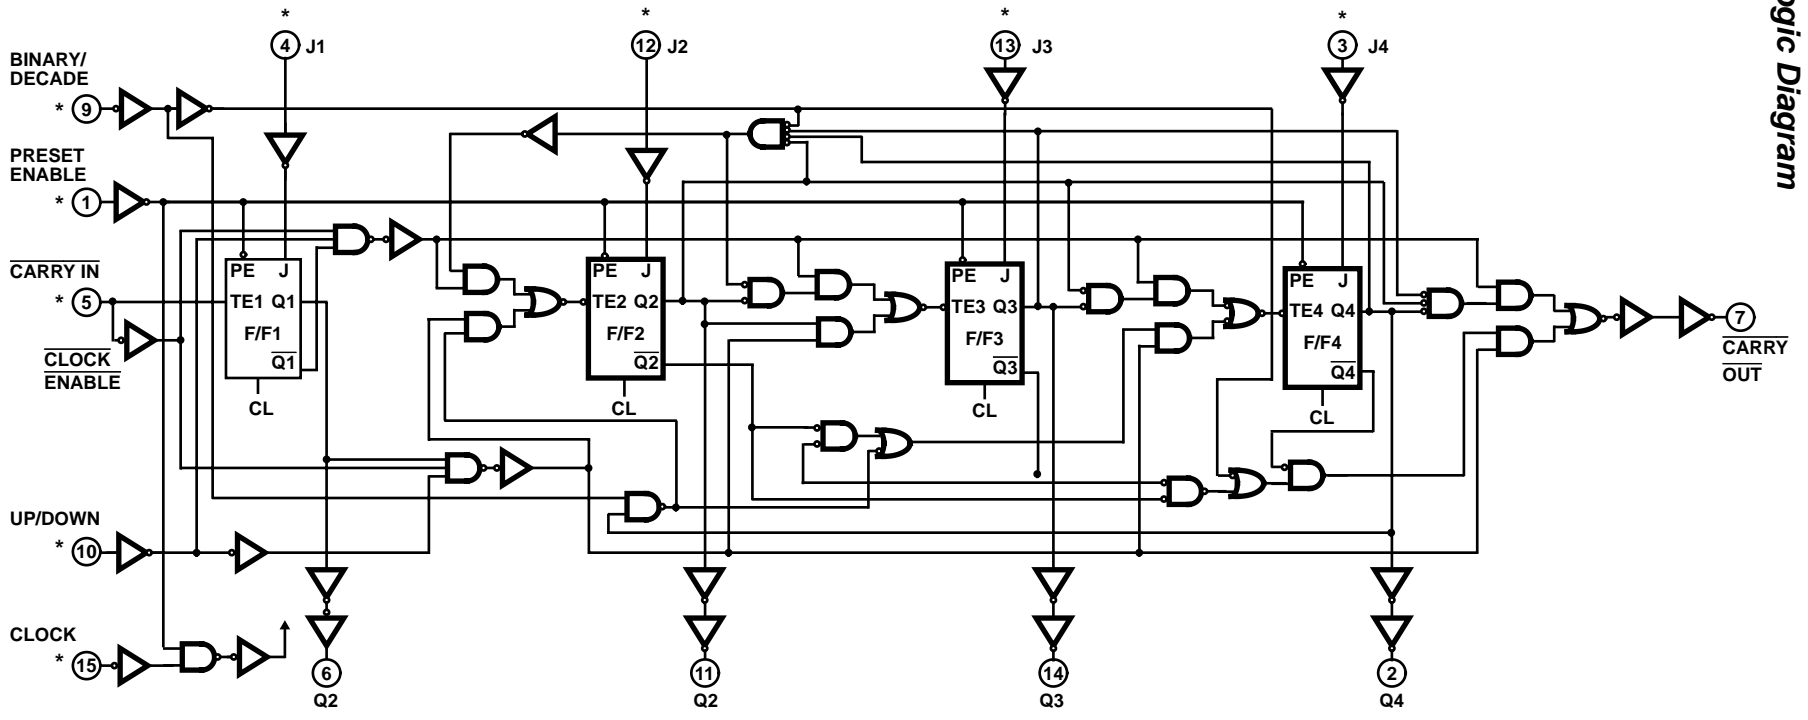 ogic Diagram
* * * *
4 J1 12 J2 13 J3 3 J4
BINARY/
DECADE
* 9
PRESET
ENABLE
* 1
CARRY IN
* 5
CLOCK
ENABLE
PE J
TE1 Q1
F/F1
Q1
CL
PE J
TE2 Q2
F/F2
Q2
CL
PE J
TE3 Q3
F/F3
Q3
CL
PE J
TE4 Q4
F/F4
Q4
CL
7
CARRY
OUT
UP/DOWN
* 10
CLOCK
* 15
6 11 14 2
Q2 Q2 Q3 Q4